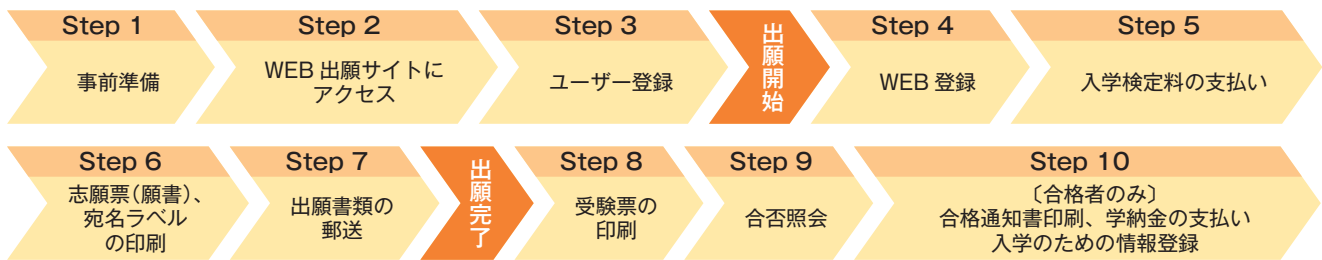 Step 1
事前準備
Step 2
WEB 出願サイトに
アクセス
Step 3
ユーザー登録
出願開始
Step 4
WEB 登録
Step 5
入学検定料の支払い
Step 6
志願票(願書)、
宛名ラベル
の印刷
Step 7
出願書類の
郵送
出願完了
Step 8
受験票の
印刷
Step 9
合否照会
Step 10
〔合格者のみ〕
合格通知書印刷、学納金の支払い
入学のための情報登録